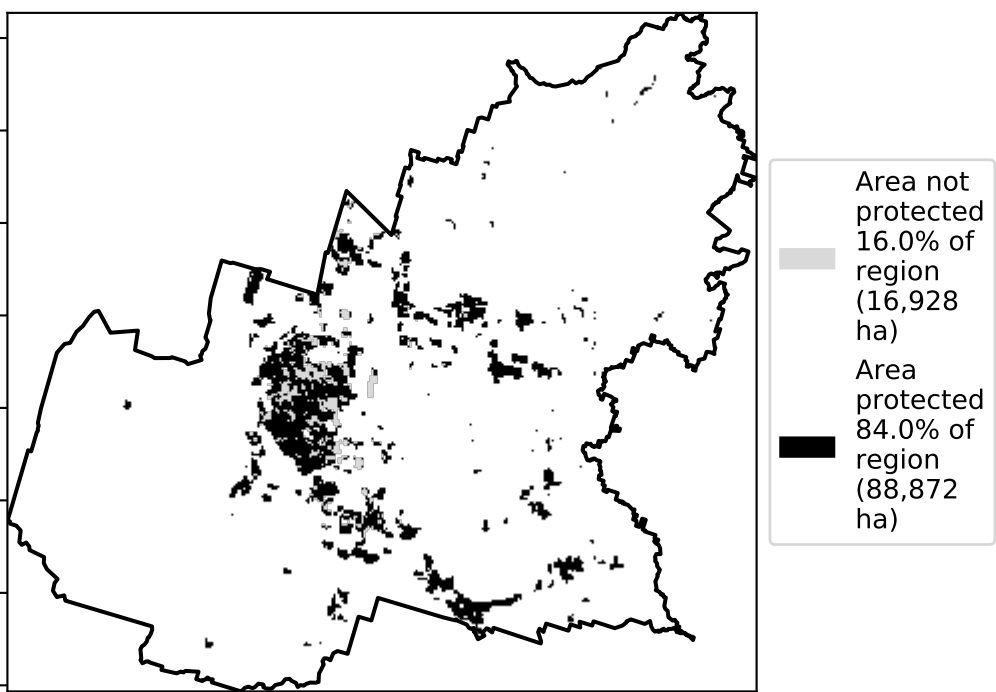 Area not
protected
16.0% of
region
(16,928
ha)
Area
protected
84.0% of
region
(88,872
ha)